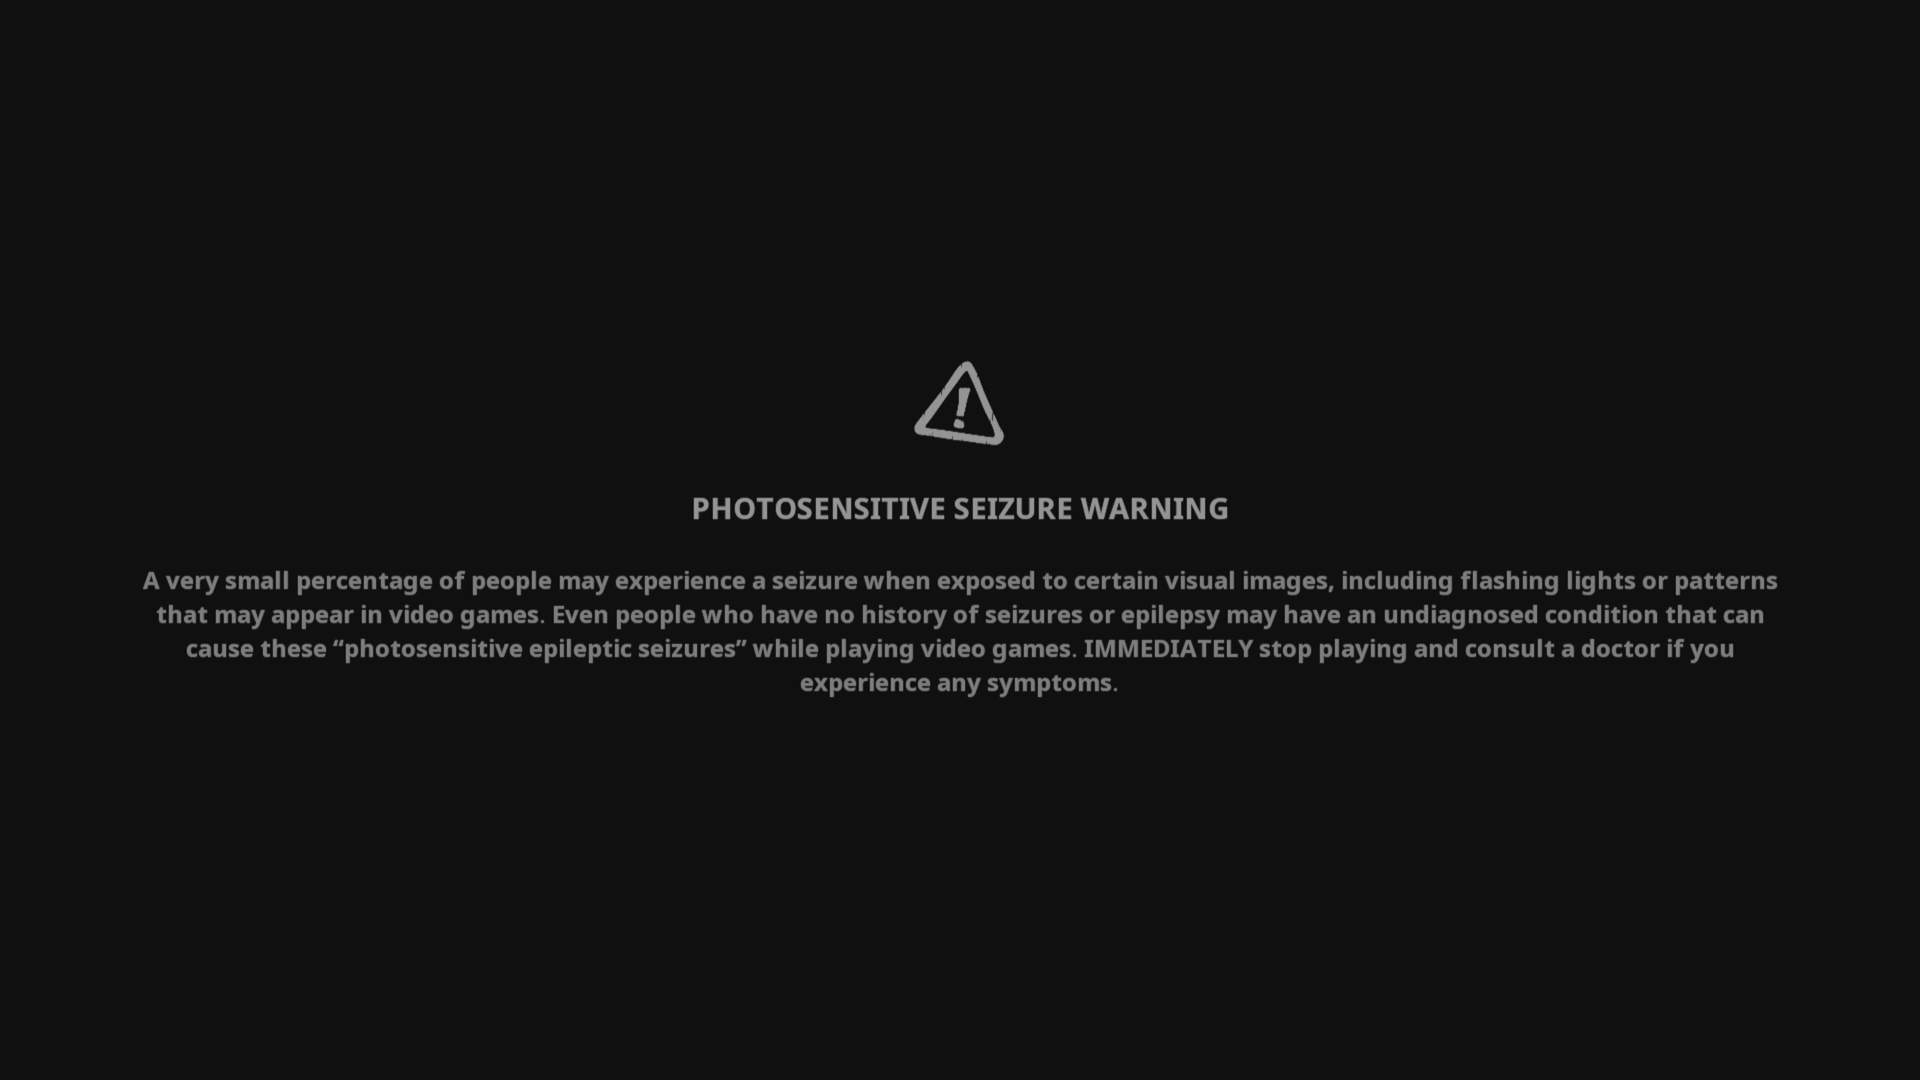 PHOTOSENSITIVE SEIZURE WARNING
A very small percentage of people may experience a seizure when exposed to certain visual images, including flashing lights or patterns
that may appear in video games. Even people who have no history of seizures or epilepsy may have an undiagnosed condition that can
cause these “photosensitive epileptic seizures” while playing video games. IMMEDIATELY stop playing and consult a doctor if you
experience any symptoms.